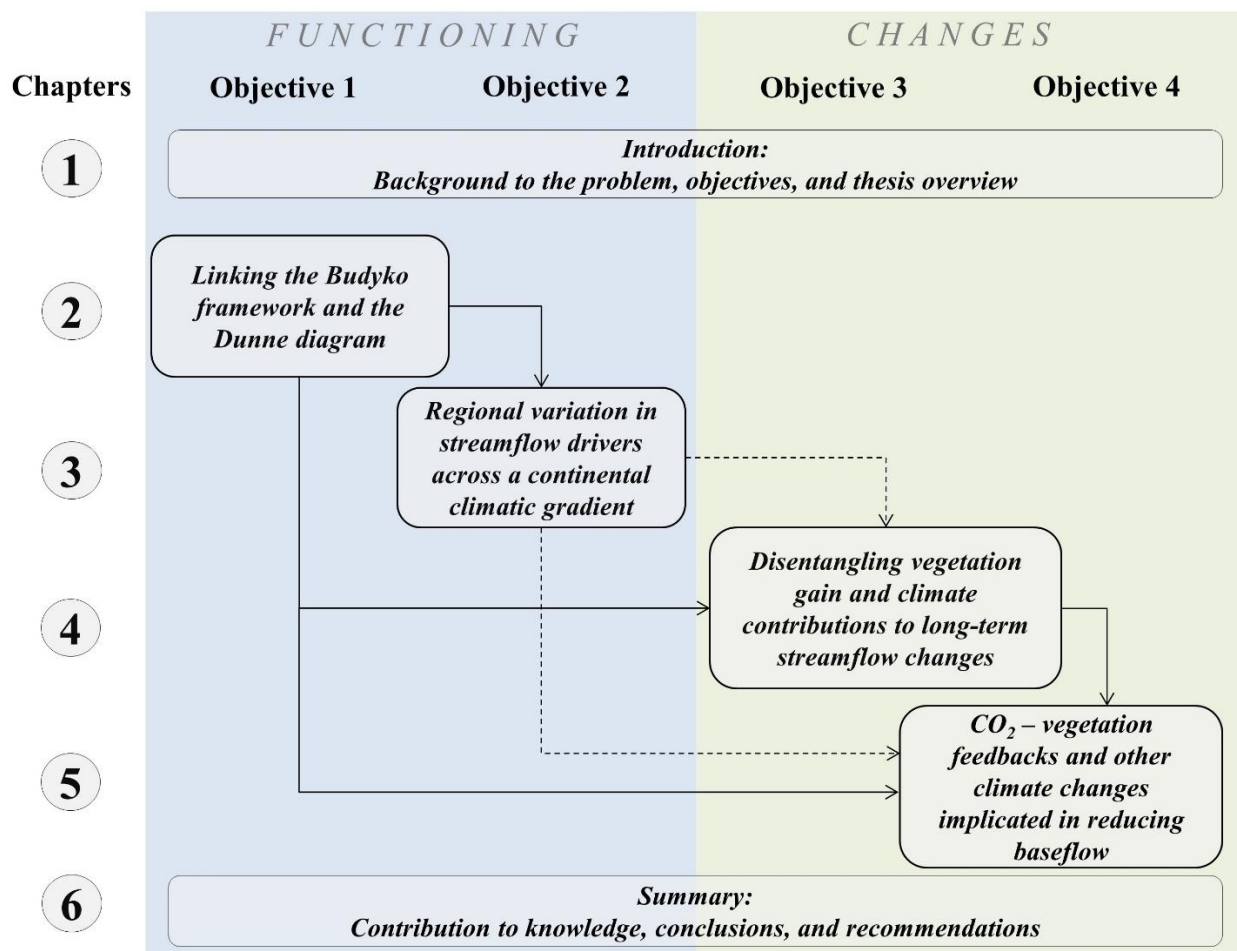 FUNCTIONING
CHANGES
Chapters
Objective 1
Objective 2
Objective 3
Objective 4
1
Introduction:
Background to the problem, objectives, and thesis overview
2
Linking the Budyko
framework and the
Dunne diagram
3
Regional variation in
streamflow drivers
across a continental
climatic gradient
4
Disentangling vegetation
gain and climate
contributions to long-term
streamflow changes
5
CO₂ – vegetation
feedbacks and other
climate changes
implicated in reducing
baseflow
6
Summary:
Contribution to knowledge, conclusions, and recommendations